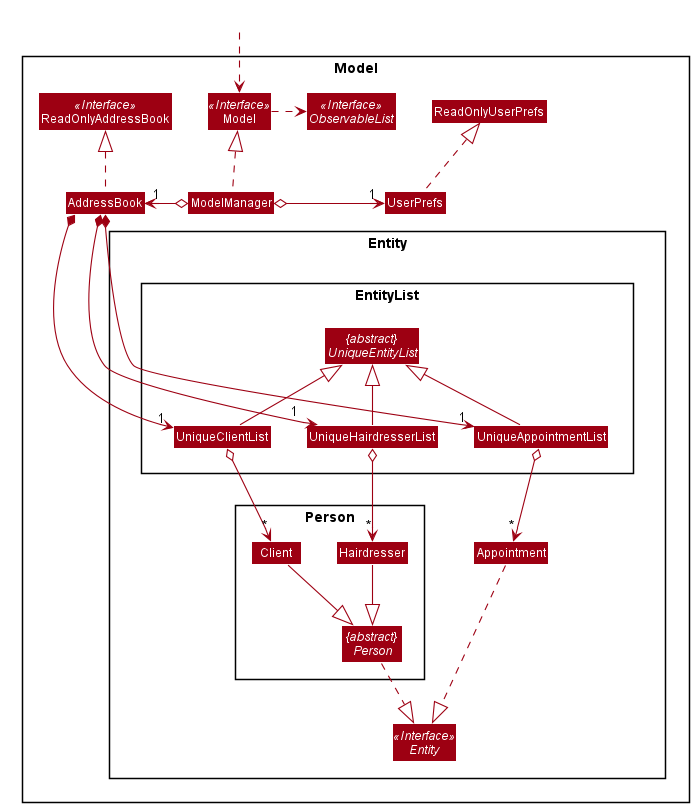 Model
«Interface»
ReadOnlyAddressBook
«Interface»
Model
«Interface»
ObservableList
ReadOnlyUserPrefs
AddressBook
1
ModelManager
1
UserPrefs
Entity
EntityList
{abstract}
UniqueEntityList
1
UniqueClientList
1
UniqueHairdresserList
1
UniqueAppointmentList
Person
*
Client
*
Hairdresser
*
Appointment
{abstract}
Person
«Interface»
Entity